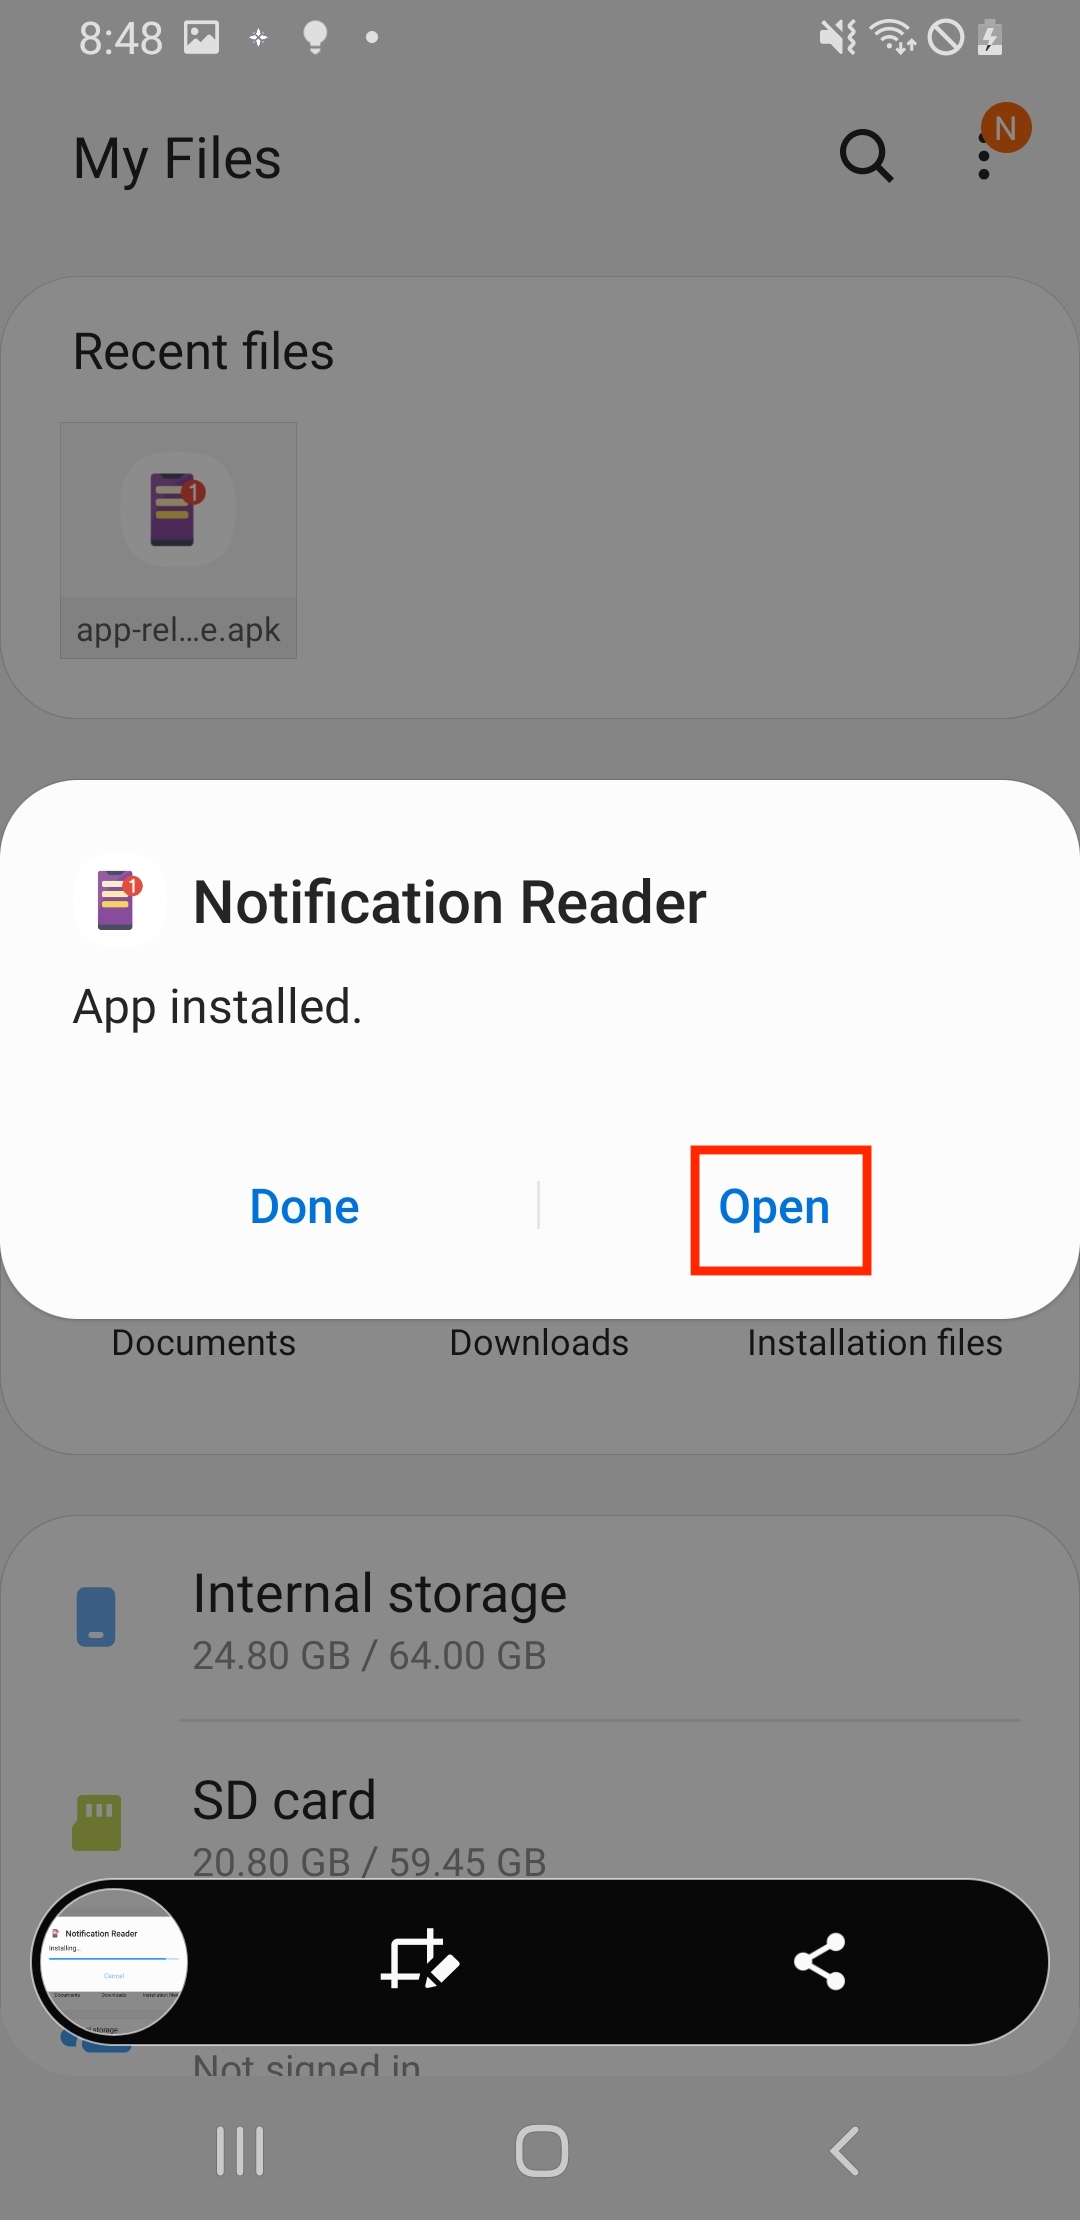 8:48
My Files
N
Recent files
1
app-rel...e.apk
1
Notification Reader
App installed.
Done
Open
Documents
Downloads
Installation files
Internal storage
24.80 GB / 64.00 GB
SD card
20.80 GB / 59.45 GB
Notification Reader
Installing...
Cancel
Documents
Downloads
storage
Not signed in